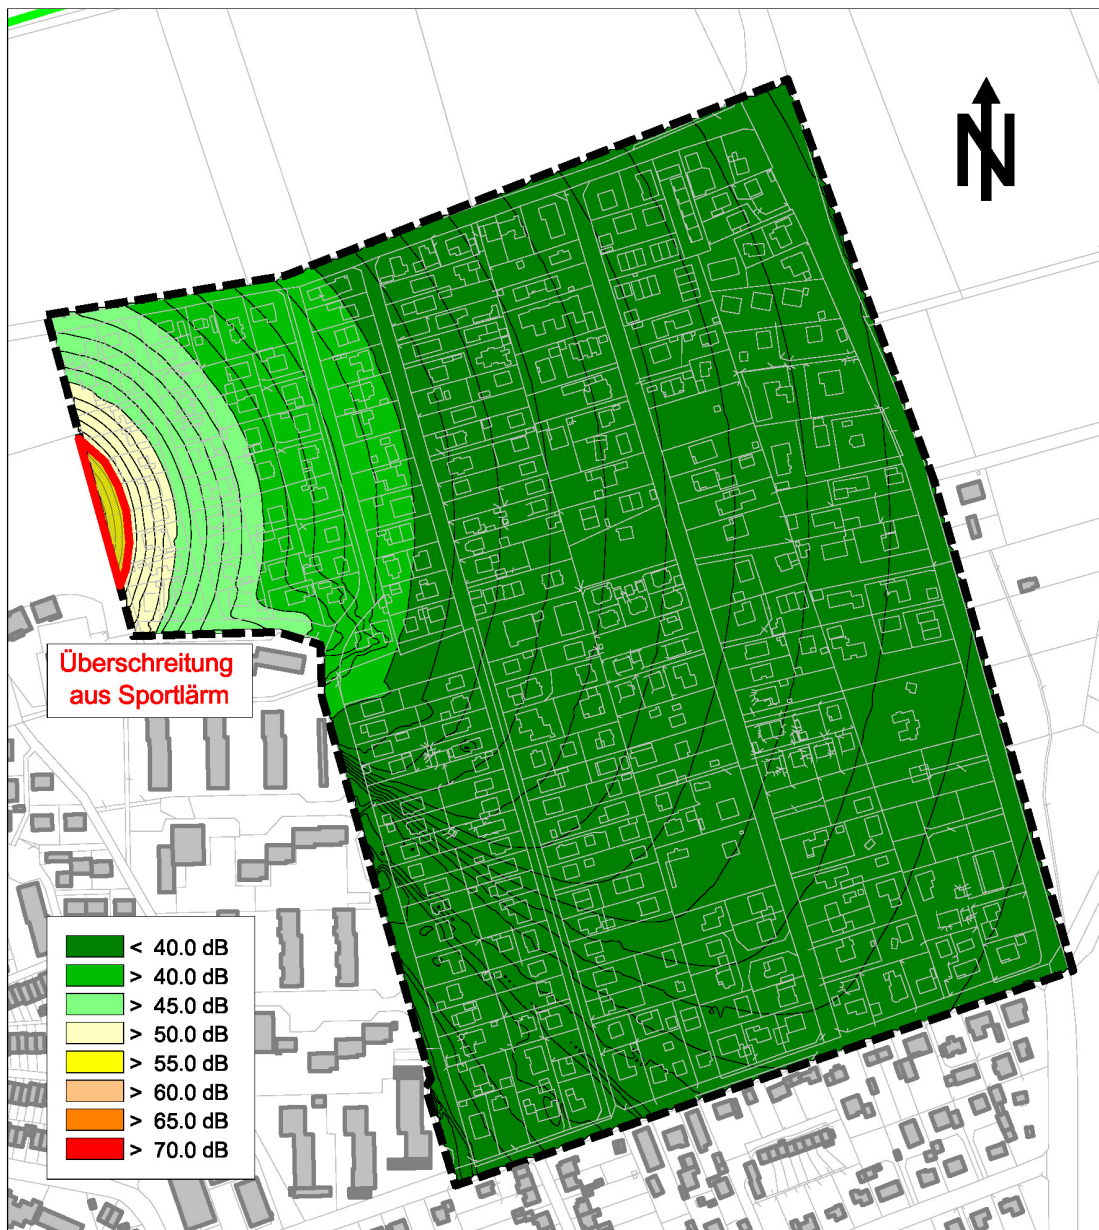 N
Überschreitung
aus Sportlärm
< 40.0 dB
> 40.0 dB
> 45.0 dB
> 50.0 dB
> 55.0 dB
> 60.0 dB
> 65.0 dB
> 70.0 dB